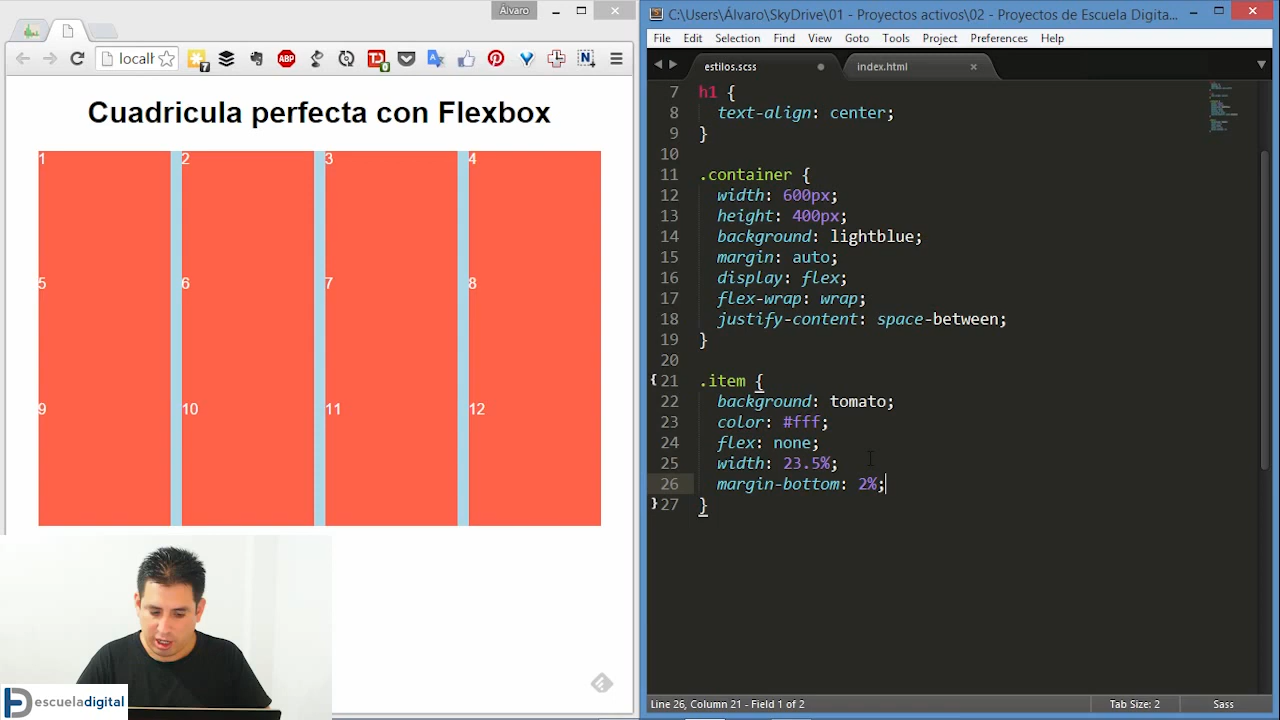 Álvaro
localh
7
ABP
0
N
Cuadricula perfecta con Flexbox
1 2 3 4
5 6 7 8
9 10 11 12
escueladigital
C:\Users\Álvaro\SkyDrive\01 - Proyectos activos\02 - Proyectos de Escuela Digita...
File Edit Selection Find View Goto Tools Project Preferences Help
estilos.scss index.html
7 h1 {
8 text-align: center;
9 }
10
11 .container {
12 width: 600px;
13 height: 400px;
14 background: lightblue;
15 margin: auto;
16 display: flex;
17 flex-wrap: wrap;
18 justify-content: space-between;
19 }
20
21 .item {
22 background: tomato;
23 color: #fff;
24 flex: none;
25 width: 23.5%;
26 margin-bottom: 2%;
27 }
Line 26, Column 21 - Field 1 of 2 Tab Size: 2 Sass